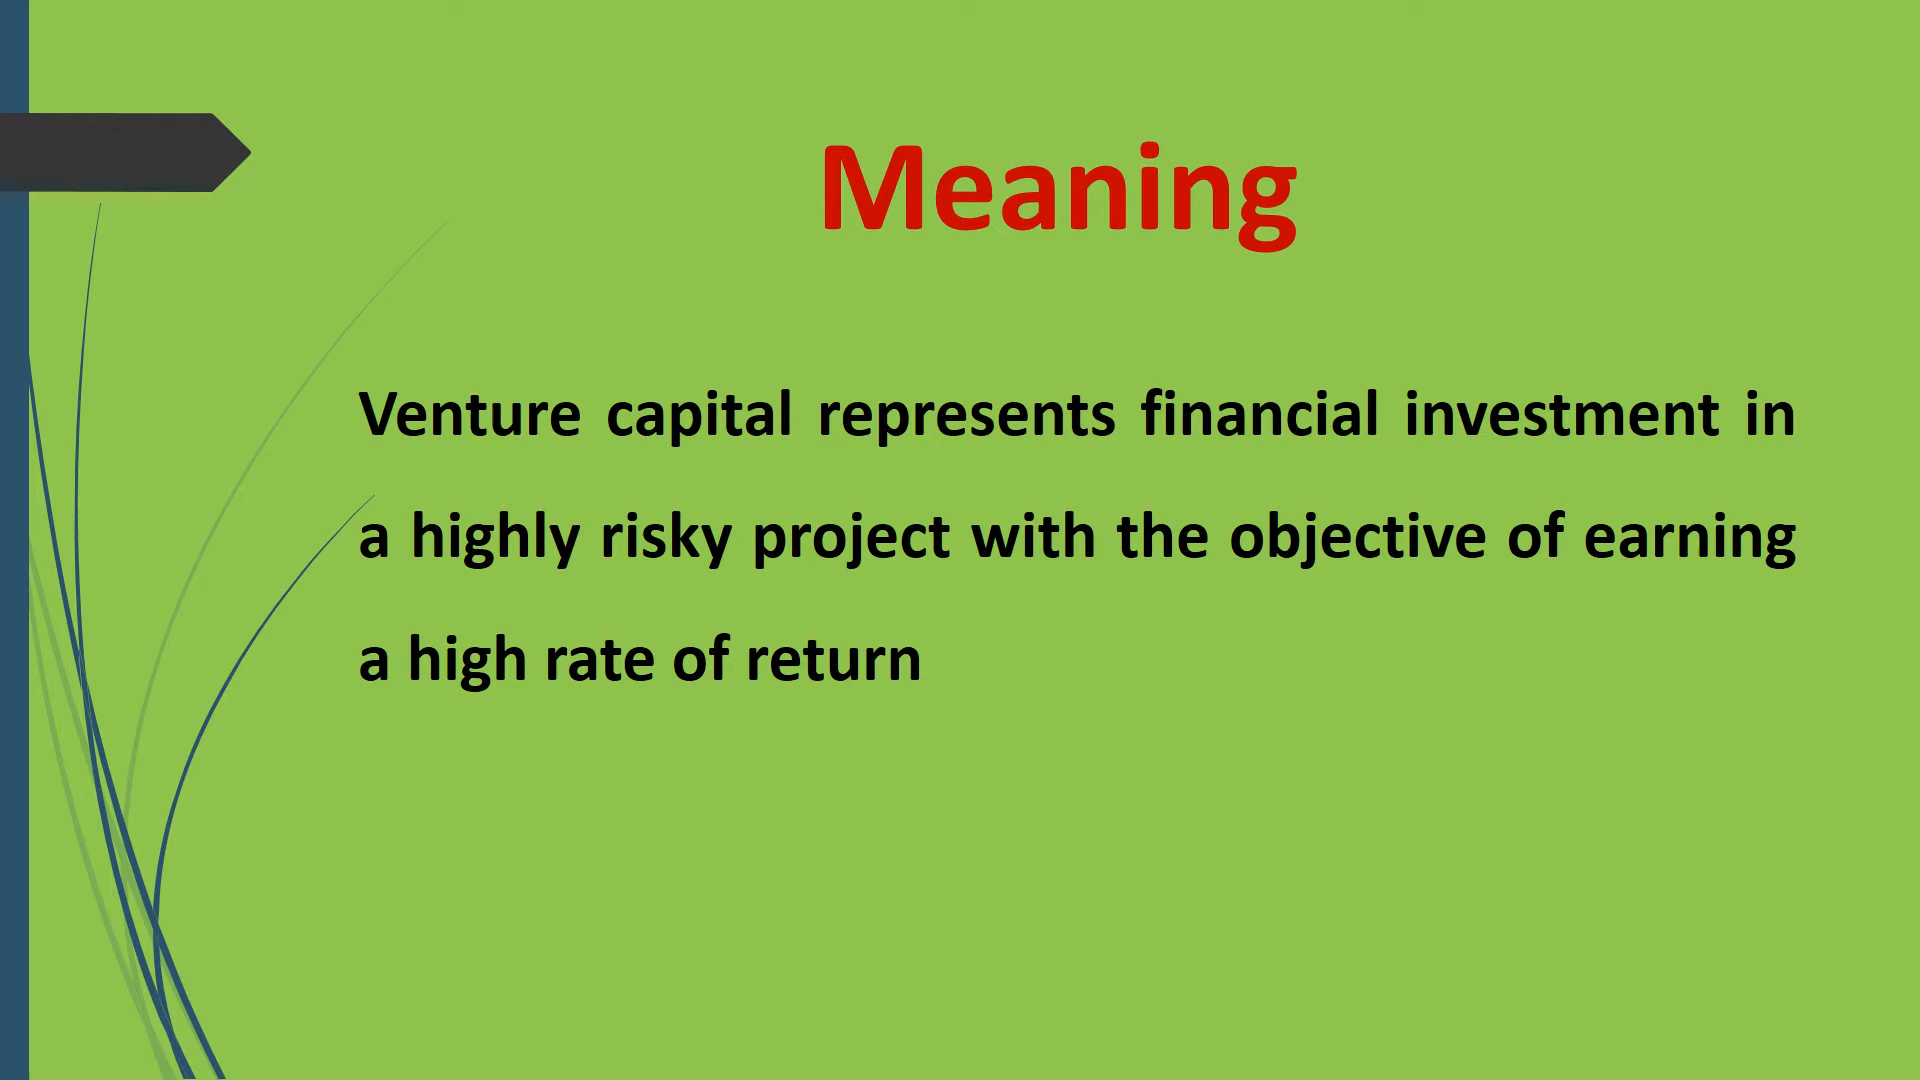 Meaning
Venture capital represents financial investment in
a highly risky project with the objective of earning
a high rate of return